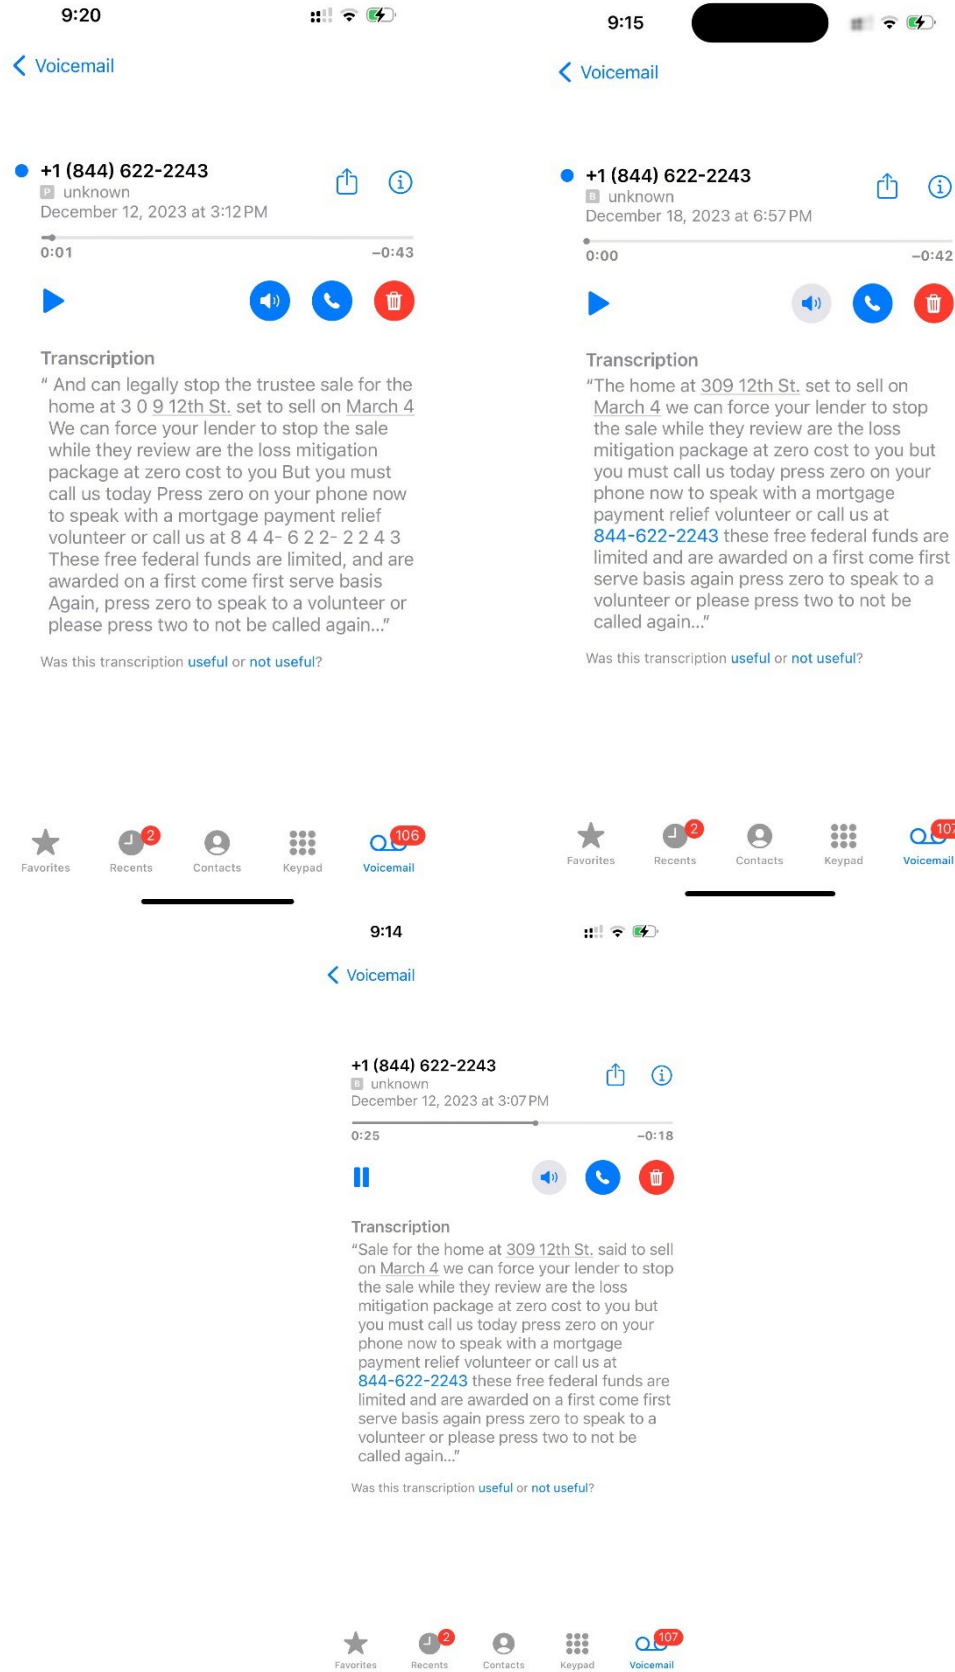 9:20
Voicemail
+1 (844) 622-2243
P unknown
December 12, 2023 at 3:12 PM
0:01
−0:43
Transcription
“ And can legally stop the trustee sale for the
home at 3 0 9 12th St. set to sell on March 4
We can force your lender to stop the sale
while they review are the loss mitigation
package at zero cost to you But you must
call us today Press zero on your phone now
to speak with a mortgage payment relief
volunteer or call us at 8 4 4- 6 2 2- 2 2 4 3
These free federal funds are limited, and are
awarded on a first come first serve basis
Again, press zero to speak to a volunteer or
please press two to not be called again...”
Was this transcription useful or not useful?
2
106
Favorites
Recents
Contacts
Keypad
Voicemail
9:15
Voicemail
+1 (844) 622-2243
B unknown
December 18, 2023 at 6:57 PM
0:00
−0:42
Transcription
“The home at 309 12th St. set to sell on
March 4 we can force your lender to stop
the sale while they review are the loss
mitigation package at zero cost to you but
you must call us today press zero on your
phone now to speak with a mortgage
payment relief volunteer or call us at
844-622-2243 these free federal funds are
limited and are awarded on a first come first
serve basis again press zero to speak to a
volunteer or please press two to not be
called again...”
Was this transcription useful or not useful?
2
107
Favorites
Recents
Contacts
Keypad
Voicemail
9:14
Voicemail
+1 (844) 622-2243
B unknown
December 12, 2023 at 3:07 PM
0:25
−0:18
Transcription
“Sale for the home at 309 12th St. said to sell
on March 4 we can force your lender to stop
the sale while they review are the loss
mitigation package at zero cost to you but
you must call us today press zero on your
phone now to speak with a mortgage
payment relief volunteer or call us at
844-622-2243 these free federal funds are
limited and are awarded on a first come first
serve basis again press zero to speak to a
volunteer or please press two to not be
called again...”
Was this transcription useful or not useful?
2
107
Favorites
Recents
Contacts
Keypad
Voicemail